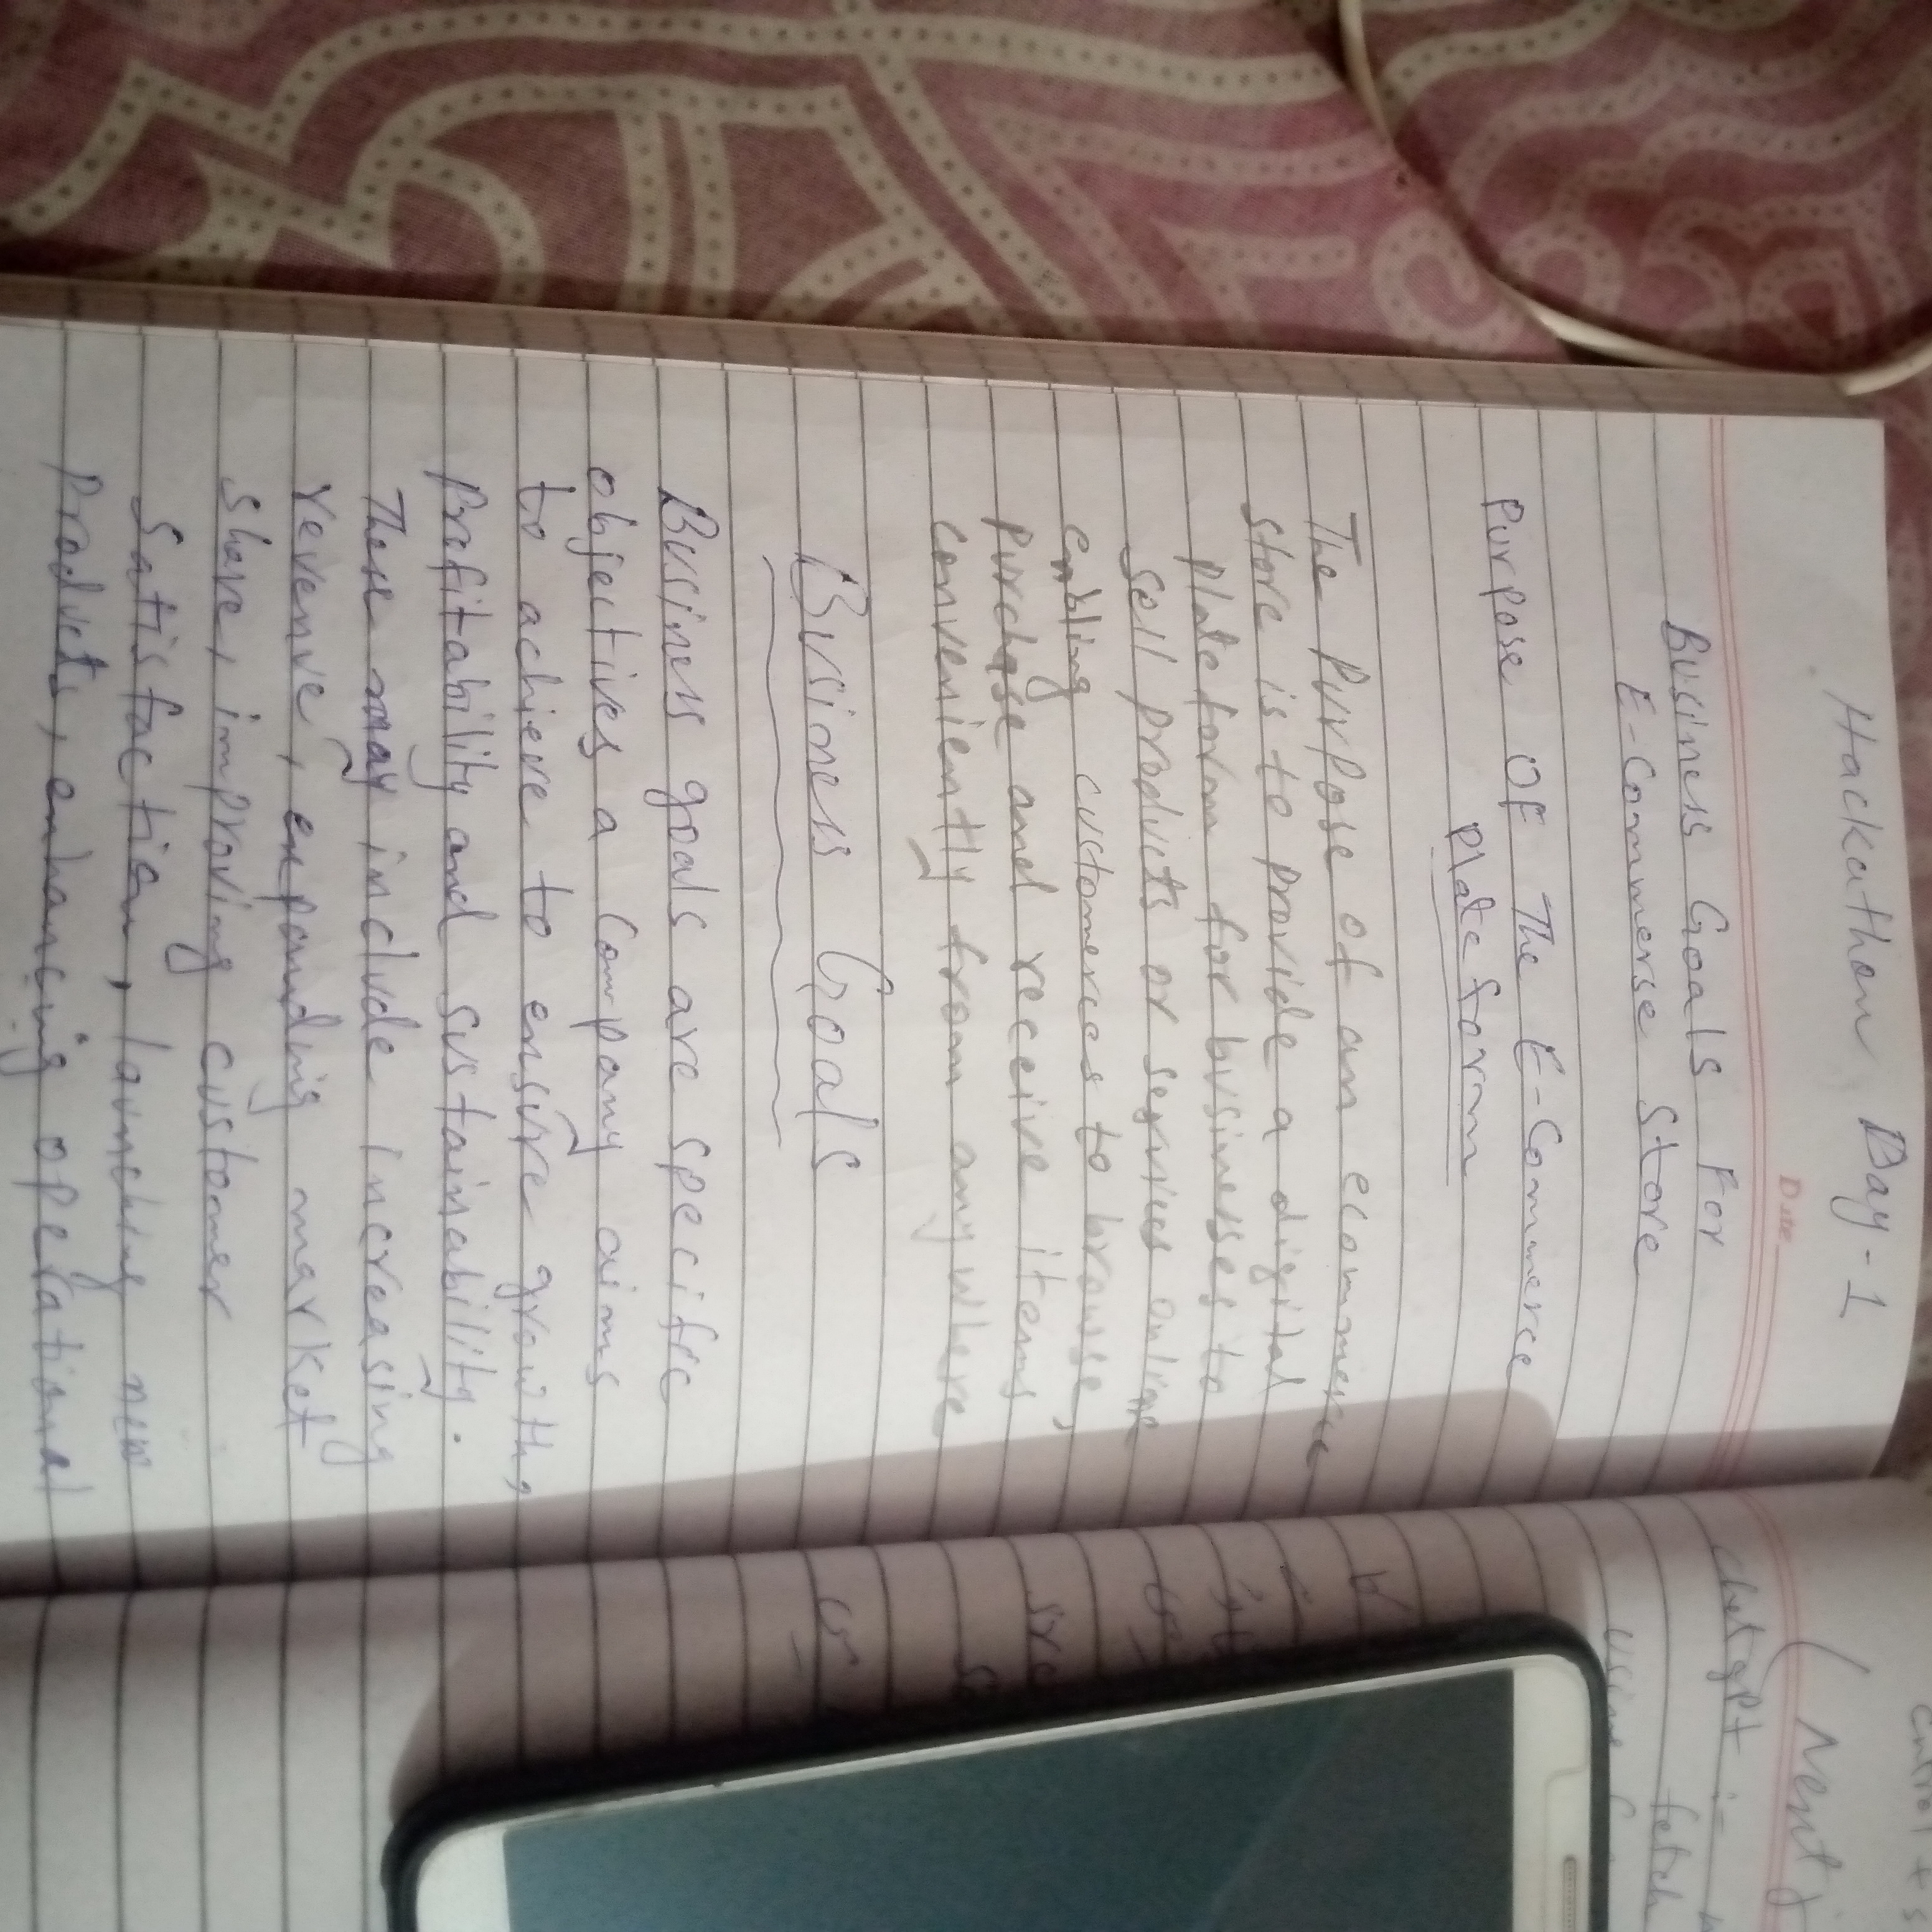 Hackathon Day-1
Date
Business Goals For
E-Commerse Store
Purpose OF The E-Commerce
Plateform
The Purpose of an ecommerce
store is to provide a digital
plateform for businesses to
sell products or services online
enabling customerces to browse,
purchase and receive items
conveniently from anywhere
Business Goals
Business goals are specific
objectives a Company aims
to achieve to ensure growth,
Profitability and sustainability.
These may include Increasing
revenue, expanding market
share, improving customer
Satisfaction, launching new
Products, enhancing operational
chatgpt :-
fetch
using